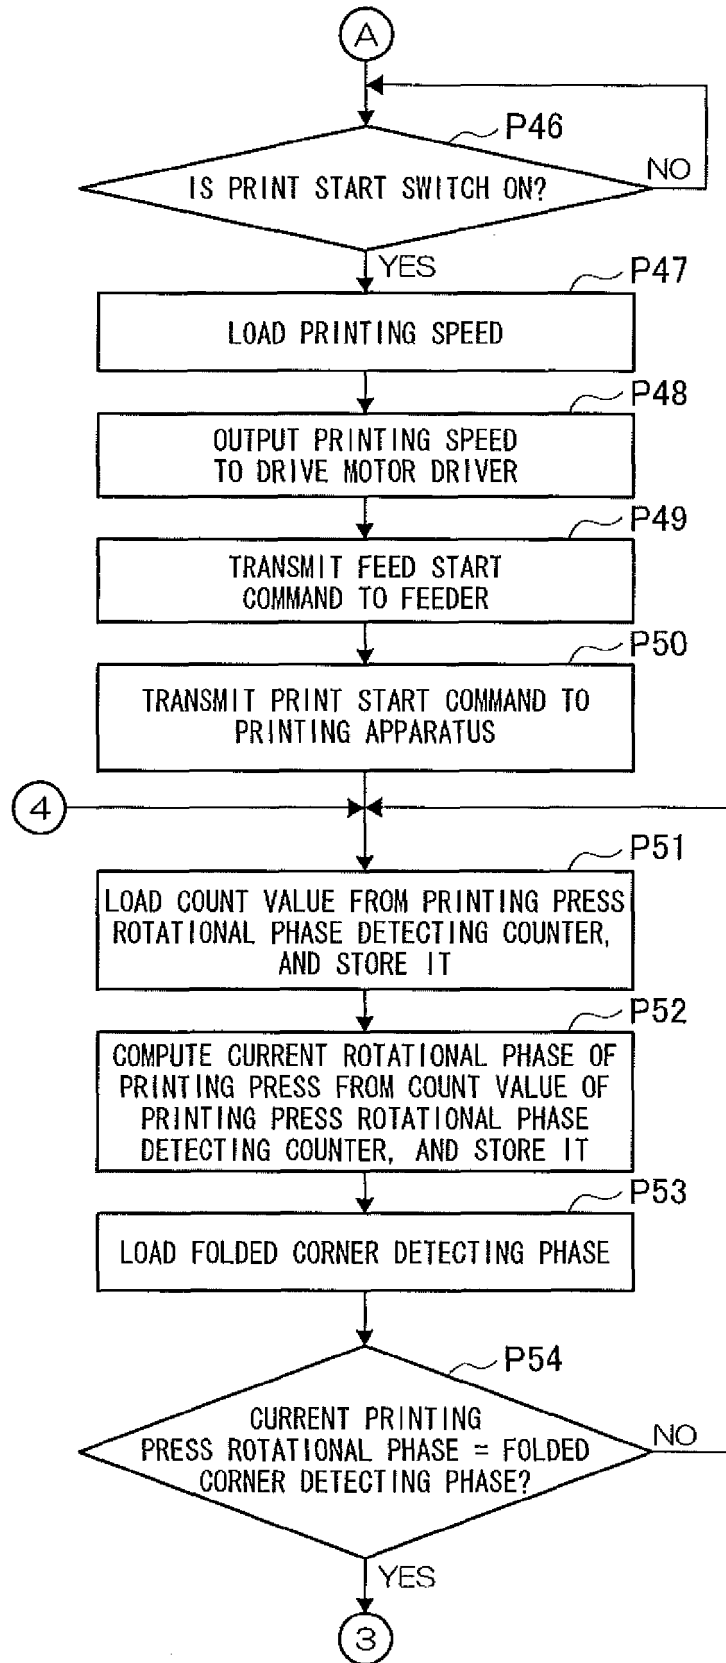 A
P46
IS PRINT START SWITCH ON?
NO
YES
P47
LOAD PRINTING SPEED
P48
OUTPUT PRINTING SPEED
TO DRIVE MOTOR DRIVER
P49
TRANSMIT FEED START
COMMAND TO FEEDER
P50
TRANSMIT PRINT START COMMAND TO
PRINTING APPARATUS
4
P51
LOAD COUNT VALUE FROM PRINTING PRESS
ROTATIONAL PHASE DETECTING COUNTER,
AND STORE IT
P52
COMPUTE CURRENT ROTATIONAL PHASE OF
PRINTING PRESS FROM COUNT VALUE OF
PRINTING PRESS ROTATIONAL PHASE
DETECTING COUNTER, AND STORE IT
P53
LOAD FOLDED CORNER DETECTING PHASE
P54
CURRENT PRINTING
PRESS ROTATIONAL PHASE = FOLDED
CORNER DETECTING PHASE?
NO
YES
3